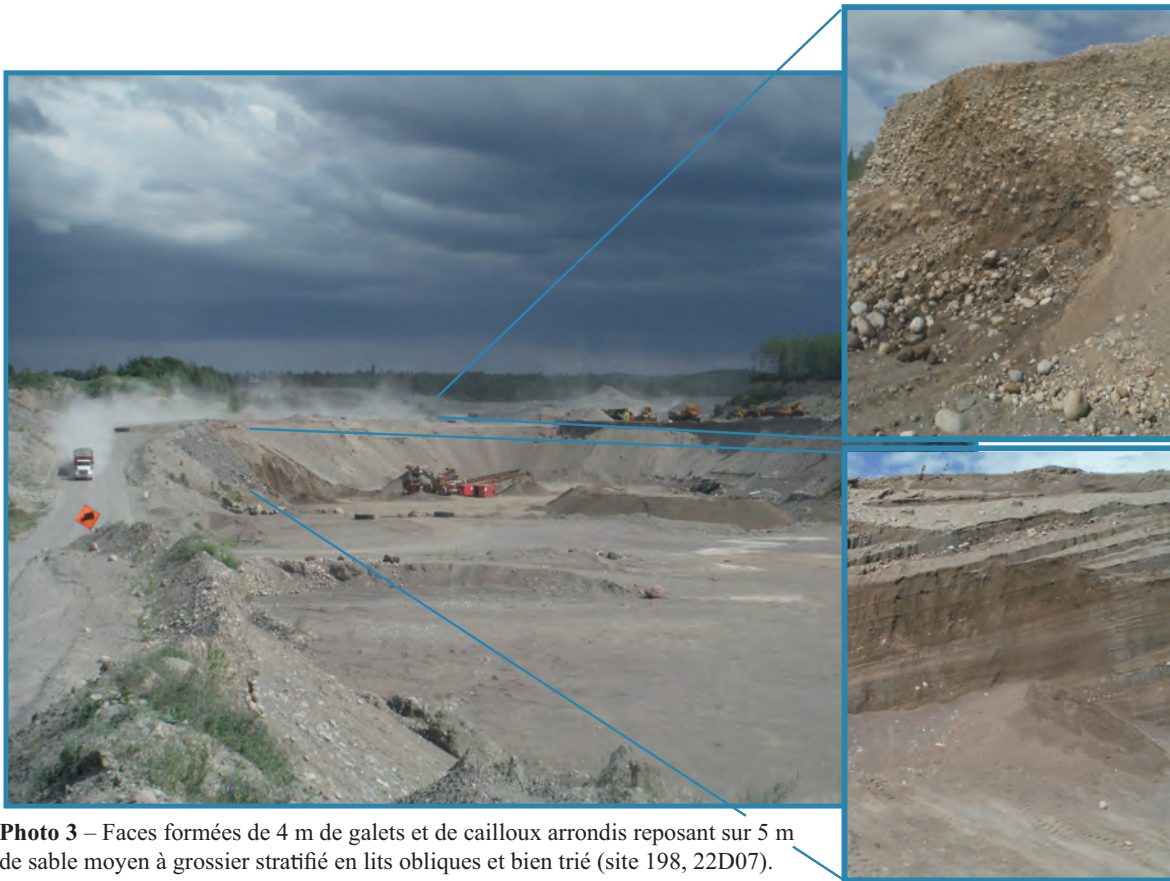 Photo 3 – Faces formées de 4 m de galets et de cailloux arrondis reposant sur 5 m
de sable moyen à grossier stratifié en lits obliques et bien trié (site 198, 22D07).